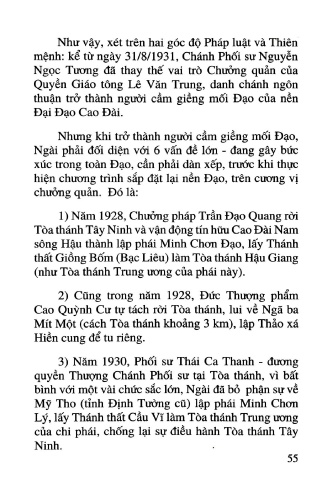 Như vậy, xét trên hai góc độ Pháp luật và Thiên
mệnh: kể từ ngày 31/8/1931, Chánh Phối sư Nguyễn
Ngọc Tương đã thay thế vai trò Chưởng quản của
Quyền Giáo tông Lê Văn Trung, danh chánh ngôn
thuận trở thành người cầm giềng mối Đạo của nền
Đại Đạo Cao Đài.
Nhưng khi trở thành người cầm giềng mối Đạo,
Ngài phải đối diện với 6 vấn đề lớn - đang gây bức
xúc trong toàn Đạo, cần phải dàn xếp, trước khi thực
hiện chương trình sắp đặt lại nền Đạo, trên cương vị
chưởng quản. Đó là:
1) Năm 1928, Chưởng pháp Trần Đạo Quang rời
Tòa thánh Tây Ninh và vận động tín hữu Cao Đài Nam
sông Hậu thành lập phái Minh Chơn Đạo, lấy Thánh
thất Giồng Bốm (Bạc Liêu) làm Tòa thánh Hậu Giang
(như Tòa thánh Trung ương của phái này).
2) Cũng trong năm 1928, Đức Thượng phẩm
Cao Quỳnh Cư tự tách rời Tòa thánh, lui về Ngã ba
Mít Một (cách Tòa thánh khoảng 3 km), lập Thảo xá
Hiền cung để tu riêng.
3) Năm 1930, Phối sư Thái Ca Thanh - đương
quyền Thượng Chánh Phối sư tại Tòa thánh, vì bất
bình với một vài chức sắc lớn, Ngài đã bỏ phận sự về
Mỹ Tho (tỉnh Định Tường cũ) lập phái Minh Chơn
Lý, lấy Thánh thất Cầu Vĩ làm Tòa thánh Trung ương
của chi phái, chống lại sự điều hành Tòa thánh Tây
Ninh.
55